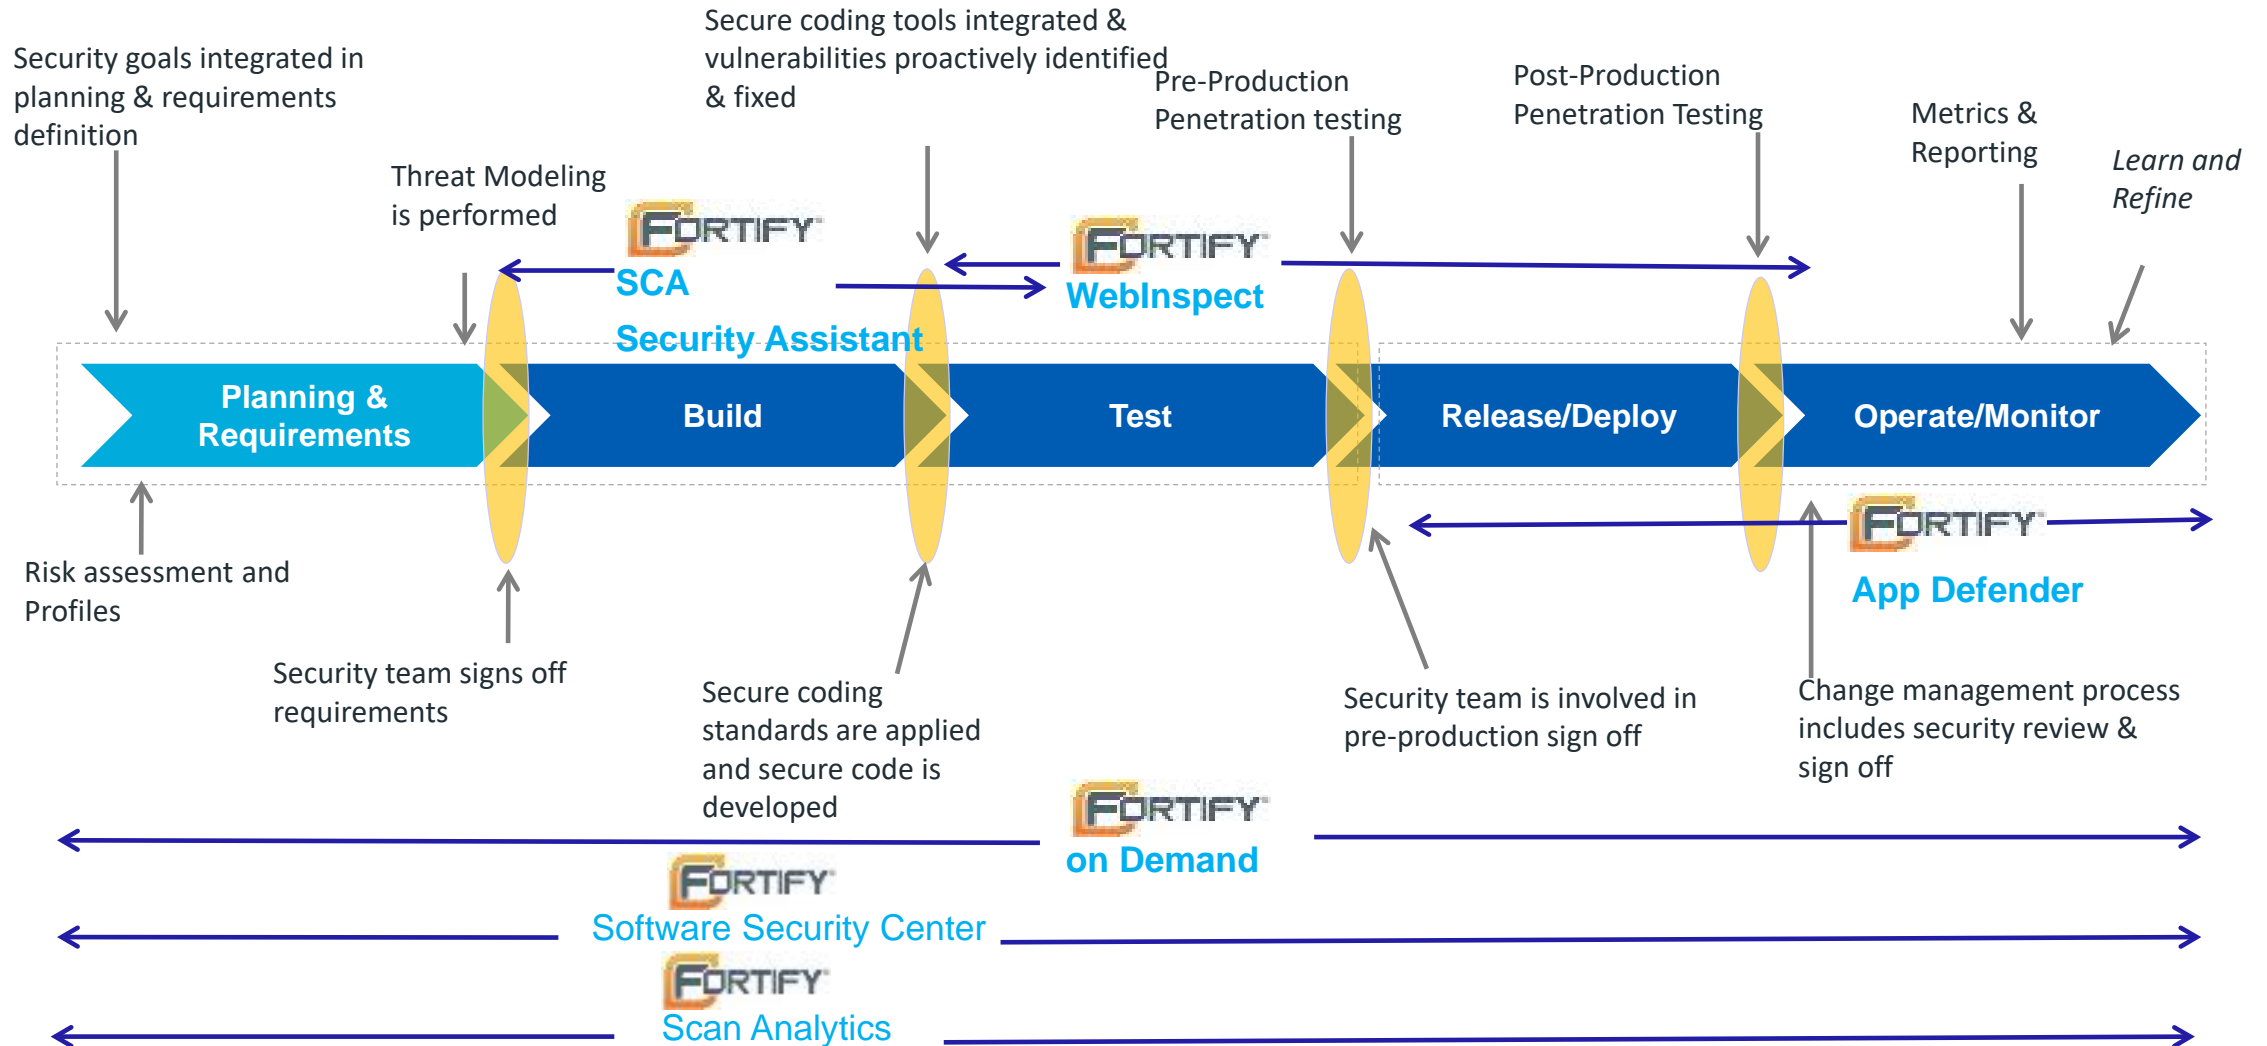 Secure coding tools integrated &
vulnerabilities proactively identified
& fixed
Security goals integrated in
planning & requirements
definition
Pre-Production
Penetration testing
Post-Production
Penetration Testing
Metrics &
Reporting
Learn and
Refine
Threat Modeling
is performed
FORTIFY
SCA
Security Assistant
FORTIFY
WebInspect
Planning &
Requirements
Build
Test
Release/Deploy
Operate/Monitor
FORTIFY
App Defender
Risk assessment and
Profiles
Security team signs off
requirements
Secure coding
standards are applied
and secure code is
developed
Security team is involved in
pre-production sign off
Change management process
includes security review &
sign off
FORTIFY
on Demand
FORTIFY
Software Security Center
FORTIFY
Scan Analytics